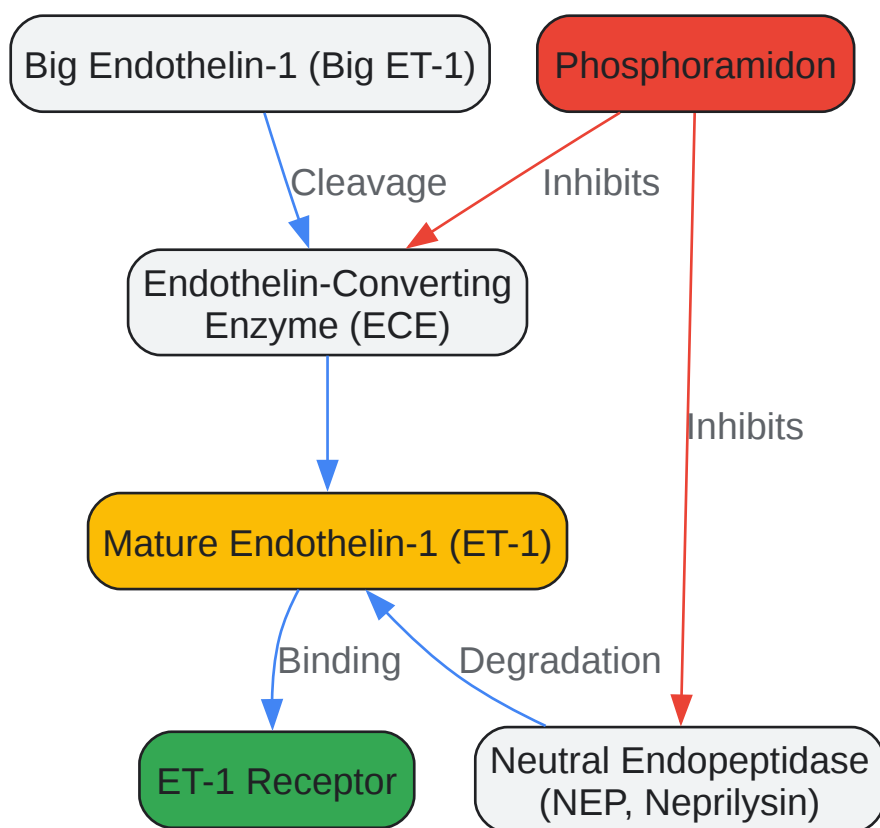 Big Endothelin-1 (Big ET-1)
Phosphoramidon
Cleavage
Inhibits
Endothelin-Converting
Enzyme (ECE)
Inhibits
Mature Endothelin-1 (ET-1)
Binding
Degradation
ET-1 Receptor
Neutral Endopeptidase
(NEP, Neprilysin)